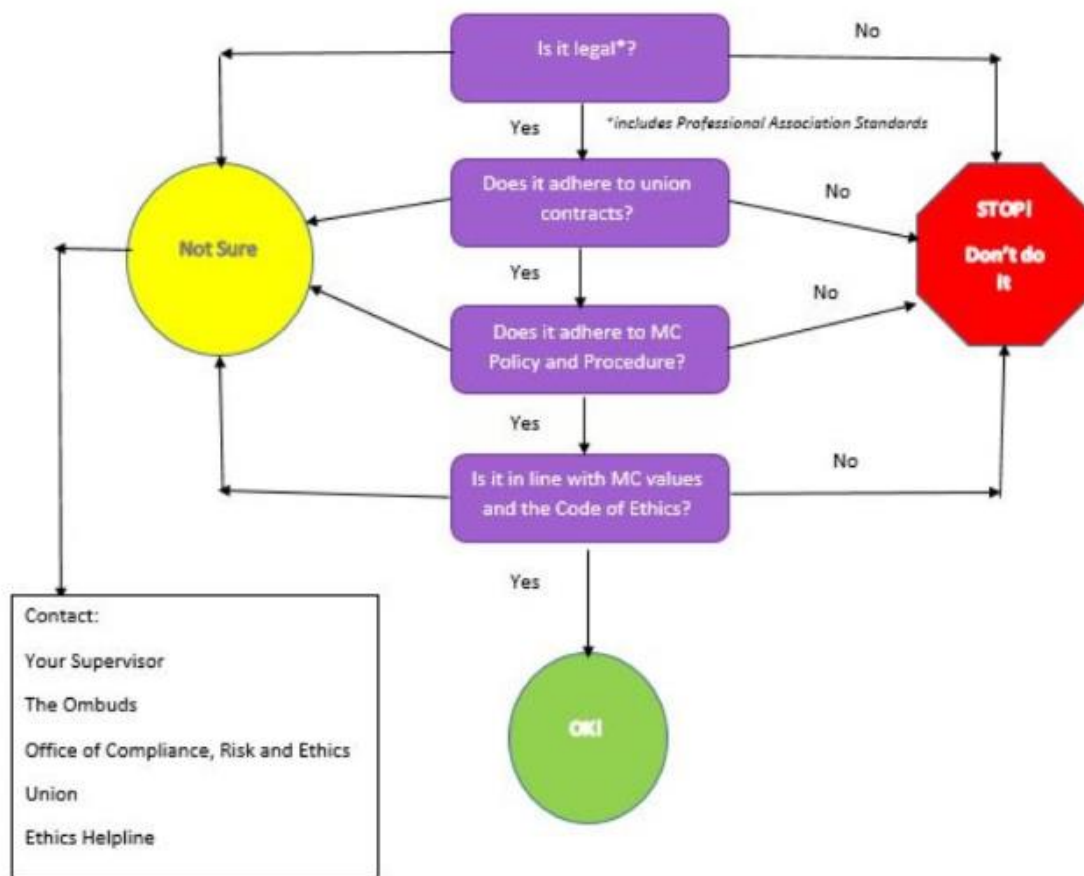 Is it legal*?
No
Yes
*includes Professional Association Standards
Does it adhere to union
contracts?
No
STOP!
Don't do
it
Not Sure
Yes
No
Does it adhere to MC
Policy and Procedure?
Yes
No
Is it in line with MC values
and the Code of Ethics?
Yes
Contact:
Your Supervisor
The Ombuds
Office of Compliance, Risk and Ethics
Union
Ethics Helpline
OK!